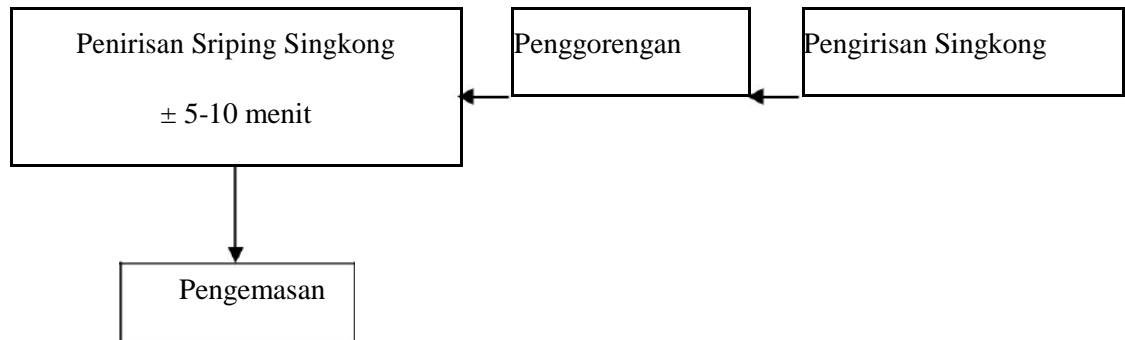 Penirisan Sriping Singkong
± 5-10 menit
Penggorengan
Pengirisan Singkong
Pengemasan